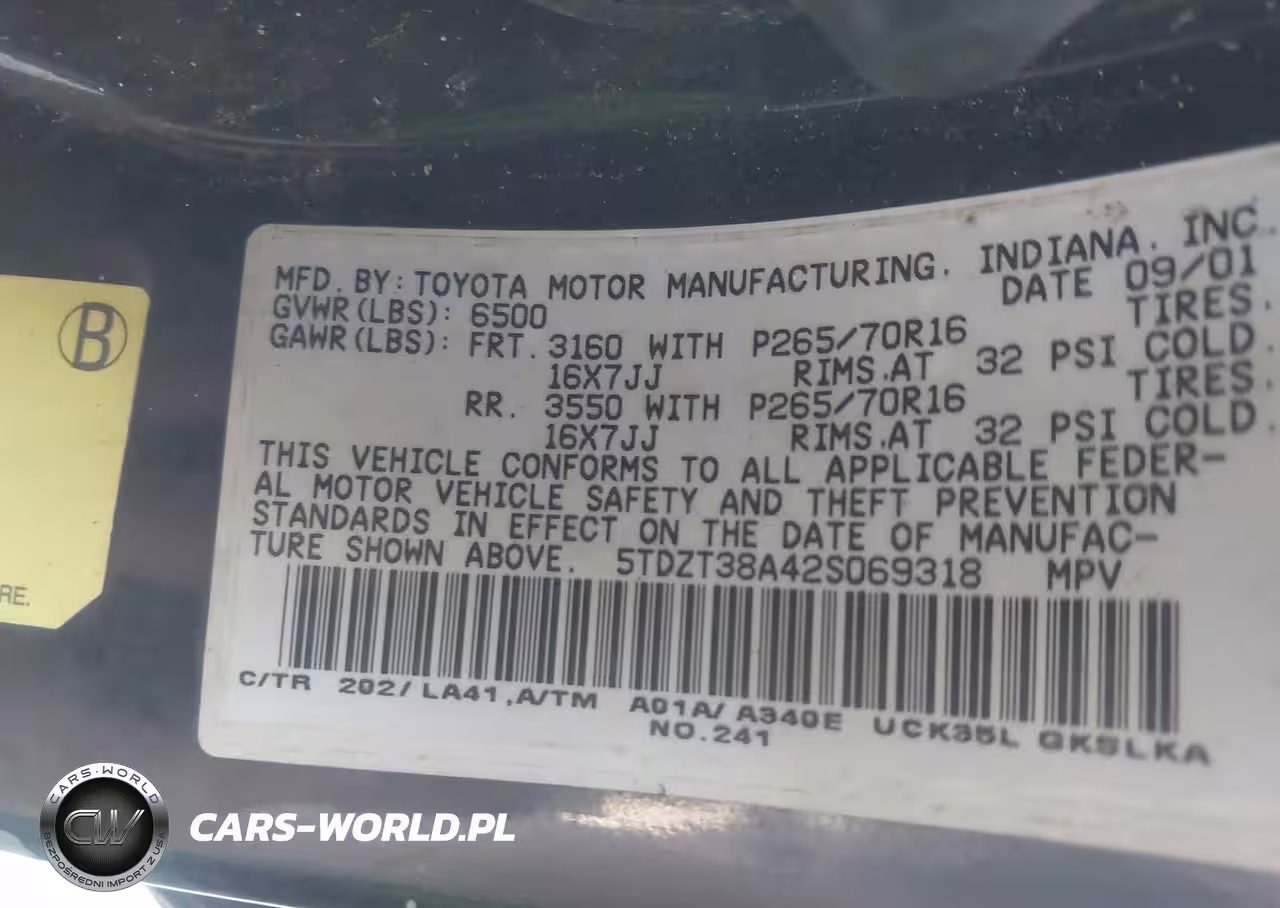 B
RE.
MFD. BY: TOYOTA MOTOR MANUFACTURING, INDIANA, INC.
GVWR(LBS): 6500 DATE 09/01
GAWR(LBS): FRT. 3160 WITH P265/70R16 TIRES.
16X7JJ RIMS.AT 32 PSI COLD.
RR. 3550 WITH P265/70R16 TIRES.
16X7JJ RIMS.AT 32 PSI COLD.
THIS VEHICLE CONFORMS TO ALL APPLICABLE FEDER-
AL MOTOR VEHICLE SAFETY AND THEFT PREVENTION
STANDARDS IN EFFECT ON THE DATE OF MANUFAC-
TURE SHOWN ABOVE. 5TDZT38A42S069318 MPV
C/TR 202/LA41,A/TM A01A/A340E UCK35L GKSLKA
NO.241
CARS-WORLD
CW
BEZPOŚREDNI IMPORT Z USA
CARS-WORLD.PL